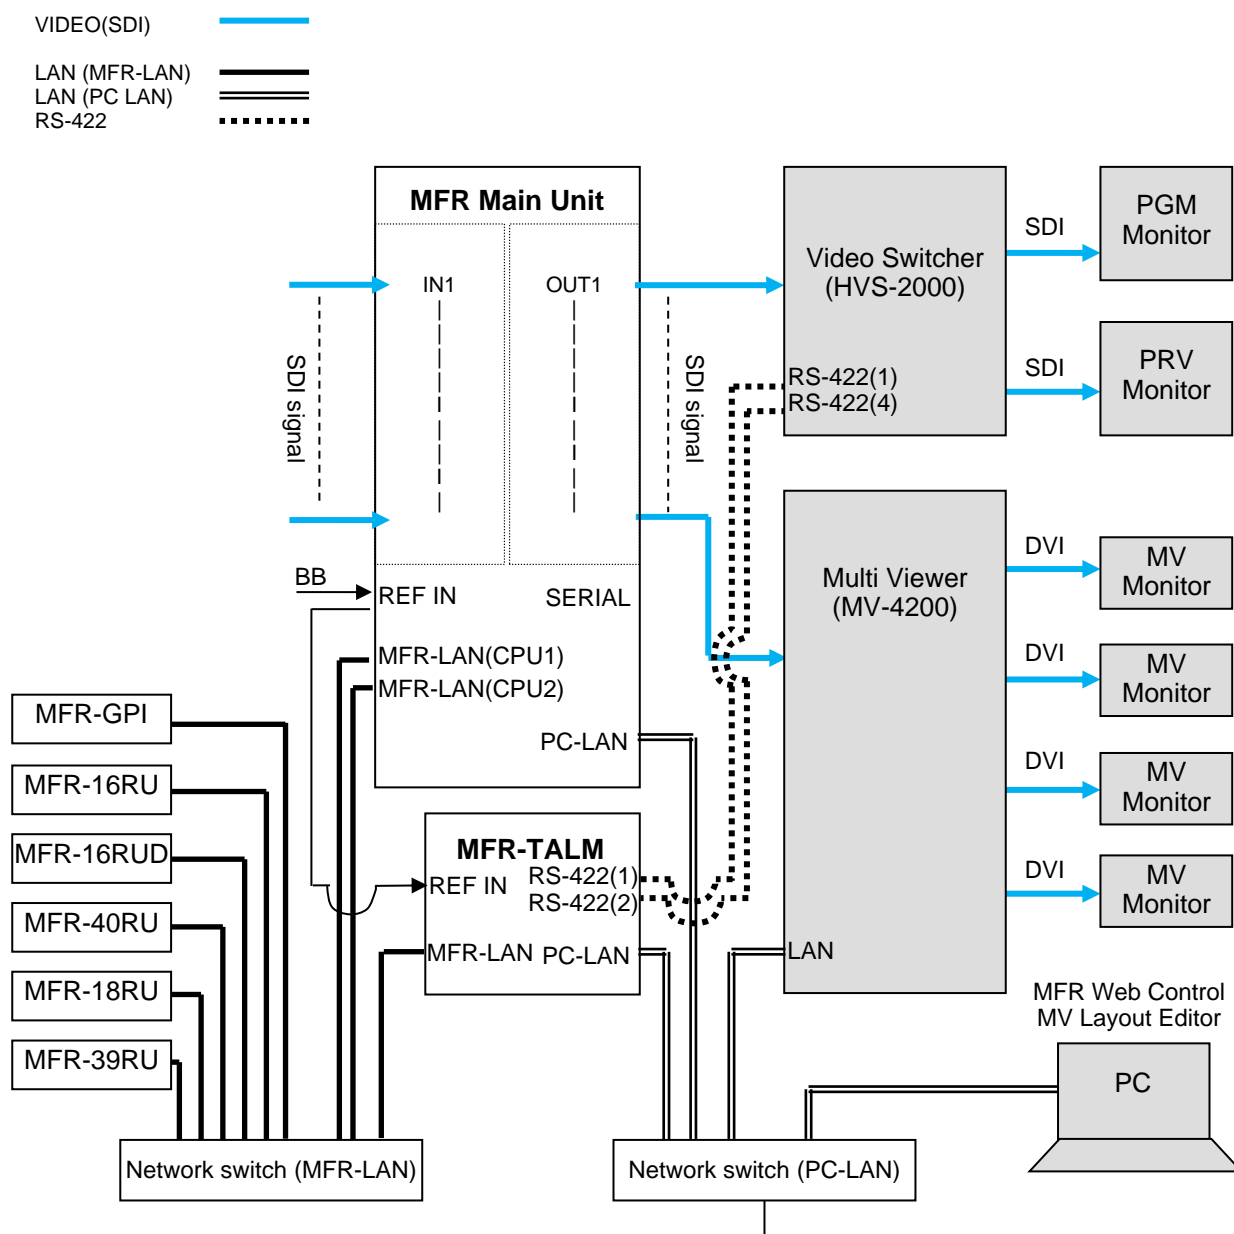 VIDEO(SDI)
LAN (MFR-LAN)
LAN (PC LAN)
RS-422
MFR Main Unit
IN1
OUT1
SDI signal
SDI signal
BB
REF IN
SERIAL
MFR-LAN(CPU1)
MFR-LAN(CPU2)
PC-LAN
Video Switcher
(HVS-2000)
RS-422(1)
RS-422(4)
SDI
PGM
Monitor
SDI
PRV
Monitor
Multi Viewer
(MV-4200)
LAN
DVI
MV
Monitor
DVI
MV
Monitor
DVI
MV
Monitor
DVI
MV
Monitor
MFR-GPI
MFR-16RU
MFR-16RUD
MFR-40RU
MFR-18RU
MFR-39RU
MFR-TALM
REF IN
RS-422(1)
RS-422(2)
MFR-LAN
PC-LAN
MFR Web Control
MV Layout Editor
PC
Network switch (MFR-LAN)
Network switch (PC-LAN)